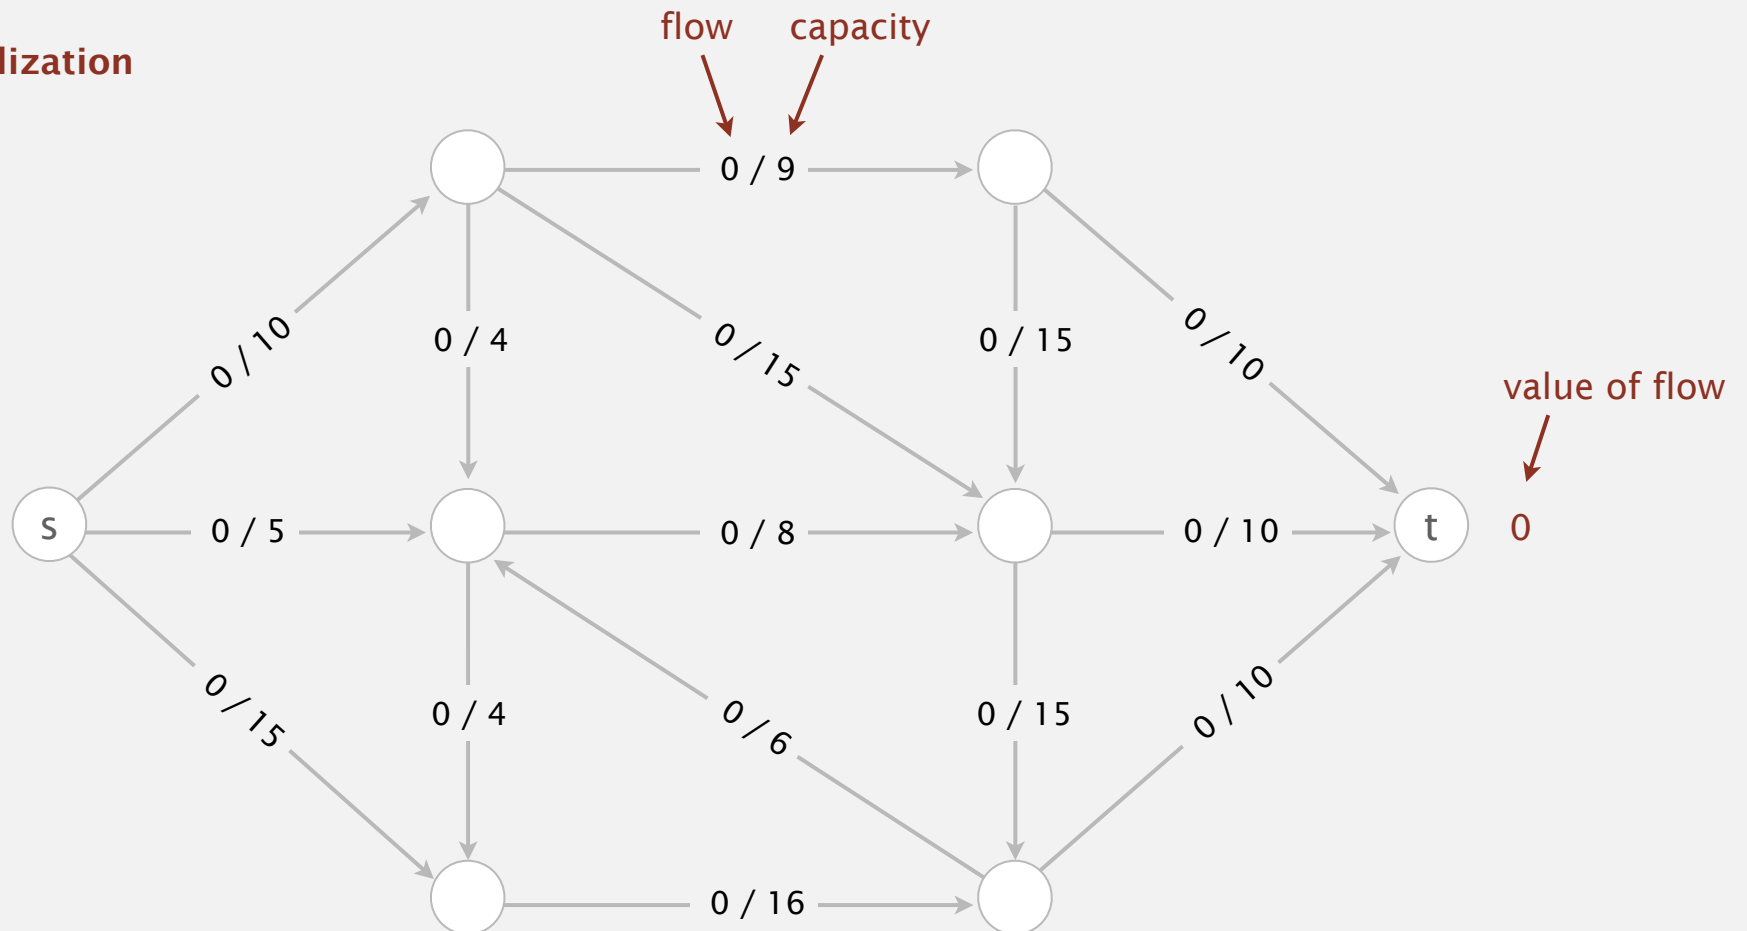 flow capacity
lization
0 / 9
0 / 10
0 / 4
0 / 15
0 / 15
0 / 10
value of flow
s
0 / 5
0 / 8
0 / 10
t
0
0 / 15
0 / 4
0 / 6
0 / 15
0 / 10
0 / 16